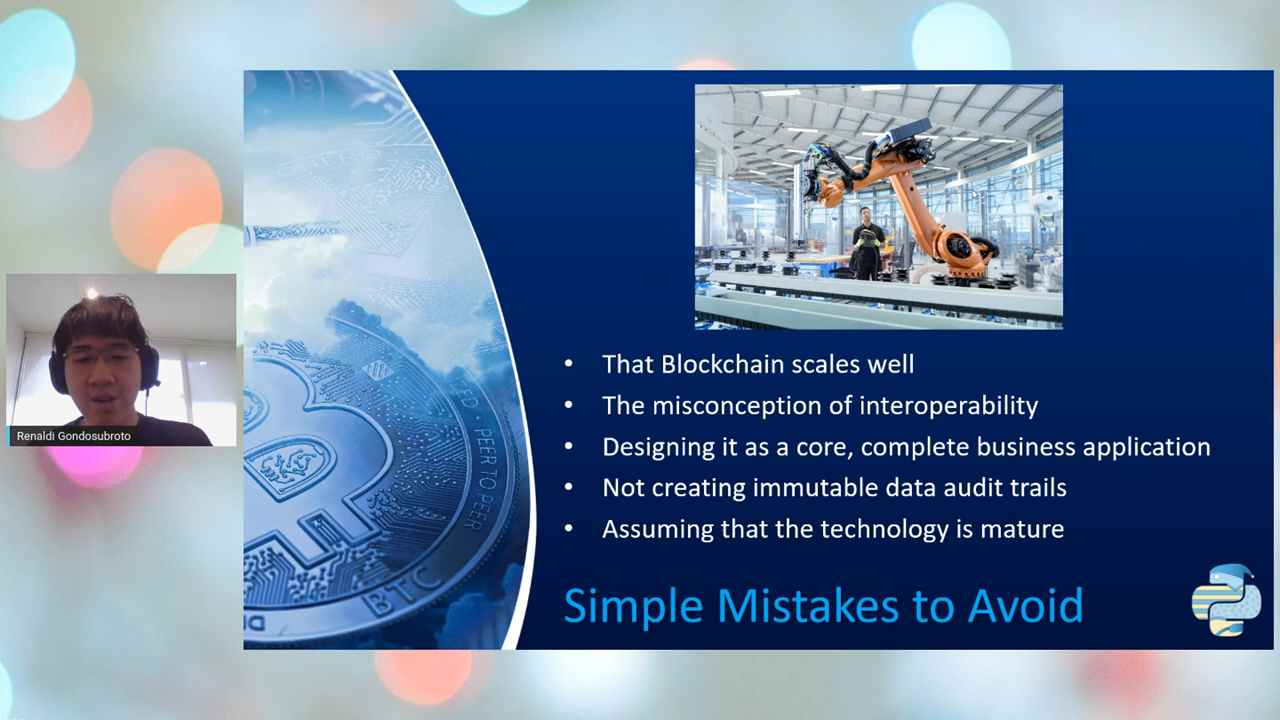 Renaldi Gondosubroto
• That Blockchain scales well
• The misconception of interoperability
• Designing it as a core, complete business application
• Not creating immutable data audit trails
• Assuming that the technology is mature
Simple Mistakes to Avoid
PEER TO PEER
BTC